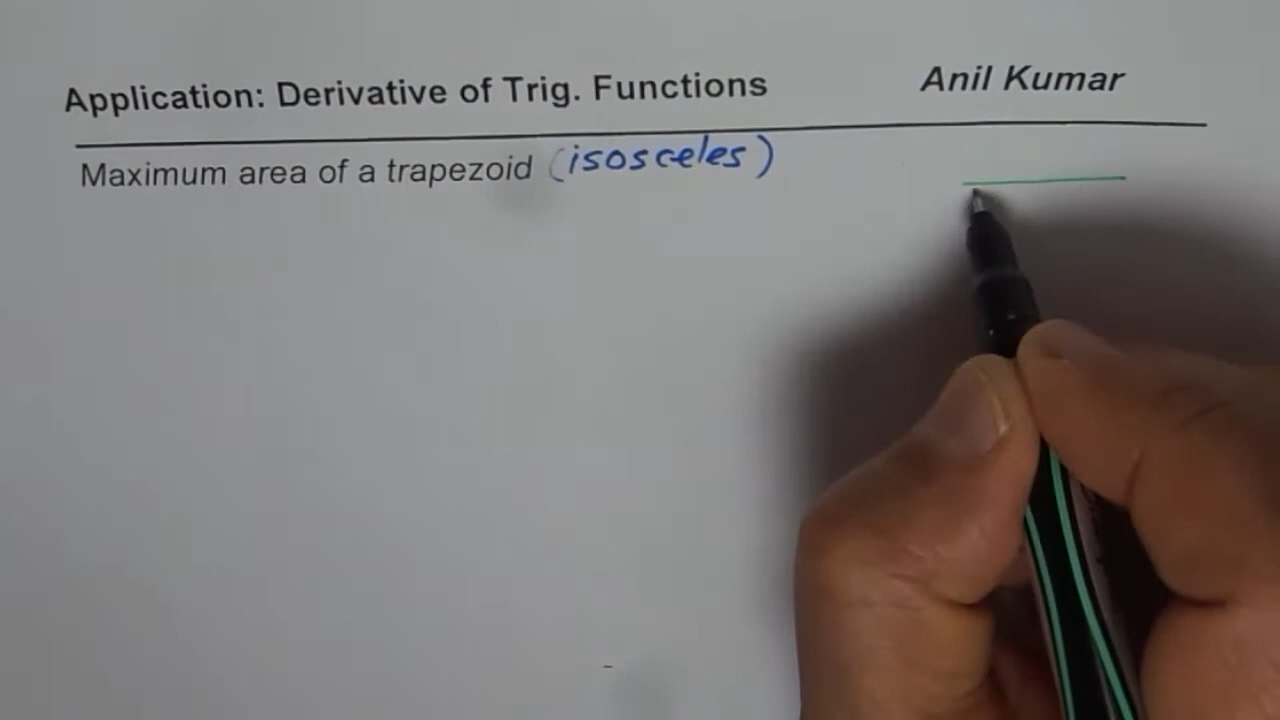 Application: Derivative of Trig. Functions Anil Kumar
Maximum area of a trapezoid (isosceles)